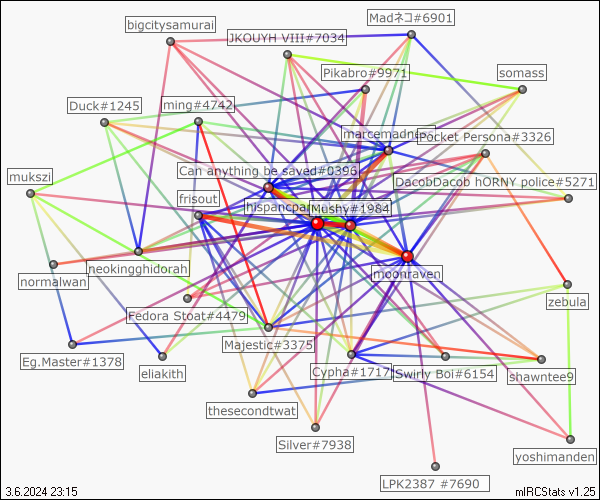 Madネコ#6901
bigcitysamurai
JKOUYH VIII#7034
Pikabro#9971
somass
Duck#1245
ming#4742
Pocket Persona#3326
Can anything be saved#0396
mukszi
DacobDacob hORNY police#5271
frisout
Mushy#1984
neokingghidorah
moonraven
normalwan
zebula
Fedora Stoat#4479
Majestic#3375
Eg.Master#1378
eliakith
Cypha#1717
Swirly Boi#6154
shawntee9
thesecondtwat
Silver#7938
yoshimanden
LPK2387 #7690
3.6.2024 23:15
mIRCStats v1.25